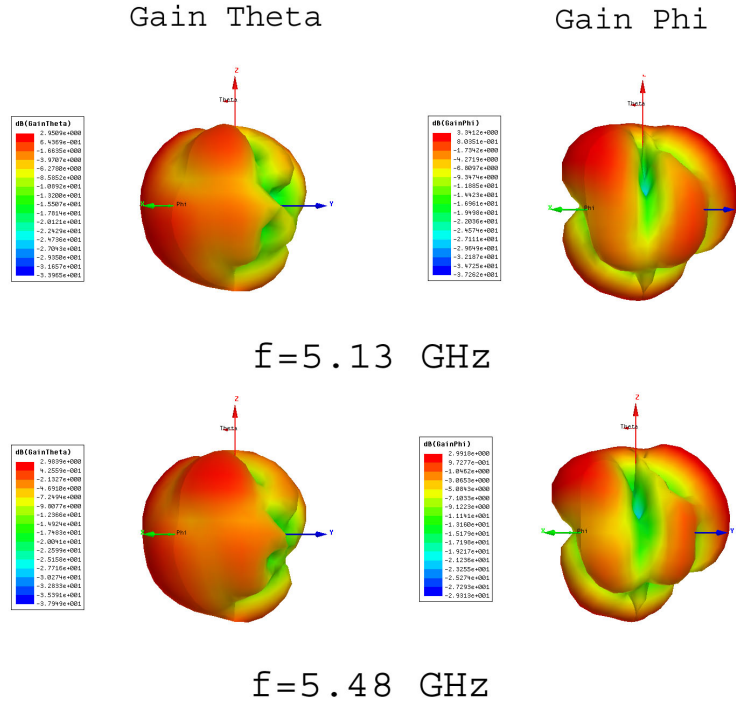 Gain Theta
Gain Phi
Z
Theta
dB(GainTheta)
2.9509e+000
6.4369e-001
-1.6635e+000
-3.9707e+000
-6.2780e+000
-8.5852e+000
-1.0892e+001
-1.3200e+001
-1.5507e+001
-1.7814e+001
-2.0121e+001
-2.2429e+001
-2.4736e+001
-2.7043e+001
-2.9350e+001
-3.1657e+001
-3.3965e+001
X
Phi
Y
Theta
dB(GainPhi)
3.3412e+000
8.0351e-001
-1.7342e+000
-4.2719e+000
-6.8097e+000
-9.3474e+000
-1.1885e+001
-1.4423e+001
-1.6961e+001
-1.9498e+001
-2.2036e+001
-2.4574e+001
-2.7111e+001
-2.9649e+001
-3.2187e+001
-3.4725e+001
-3.7262e+001
Phi
f=5.13 GHz
Z
Theta
dB(GainTheta)
2.9839e+000
4.2559e-001
-2.1327e+000
-4.6910e+000
-7.2494e+000
-9.8077e+000
-1.2366e+001
-1.4924e+001
-1.7483e+001
-2.0041e+001
-2.2599e+001
-2.5158e+001
-2.7716e+001
-3.0274e+001
-3.2833e+001
-3.5391e+001
-3.7949e+001
X
Phi
Y
Z
Theta
dB(GainPhi)
2.9918e+000
9.7277e-001
-1.0462e+000
-3.0653e+000
-5.0843e+000
-7.1033e+000
-9.1223e+000
-1.1141e+001
-1.3160e+001
-1.5179e+001
-1.7198e+001
-1.9217e+001
-2.1236e+001
-2.3255e+001
-2.5274e+001
-2.7293e+001
-2.9313e+001
Phi
Y
f=5.48 GHz